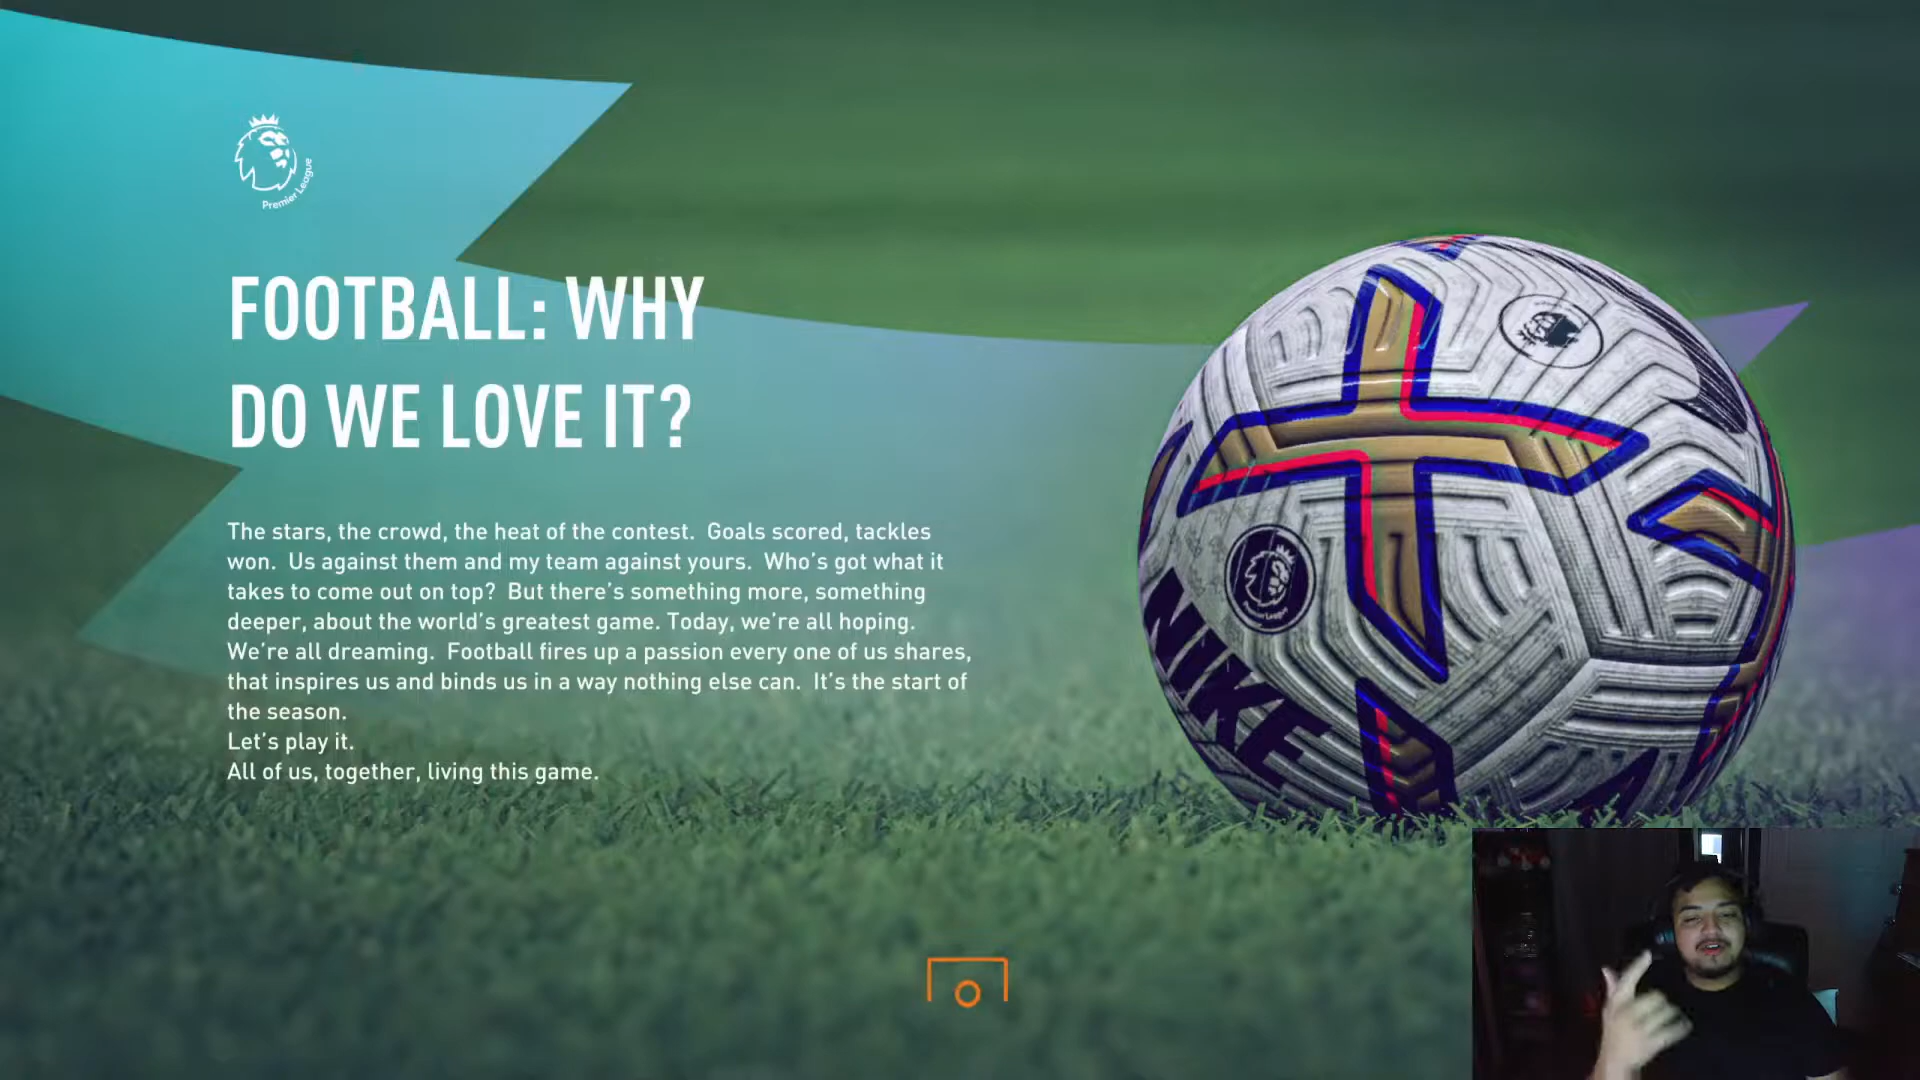 Premier League
FOOTBALL: WHY
DO WE LOVE IT?
The stars, the crowd, the heat of the contest.  Goals scored, tackles
won.  Us against them and my team against yours.  Who's got what it
takes to come out on top?  But there's something more, something
deeper, about the world's greatest game. Today, we're all hoping.
We're all dreaming.  Football fires up a passion every one of us shares,
that inspires us and binds us in a way nothing else can.  It's the start of
the season.
Let's play it.
All of us, together, living this game.
Premier League
NIKE